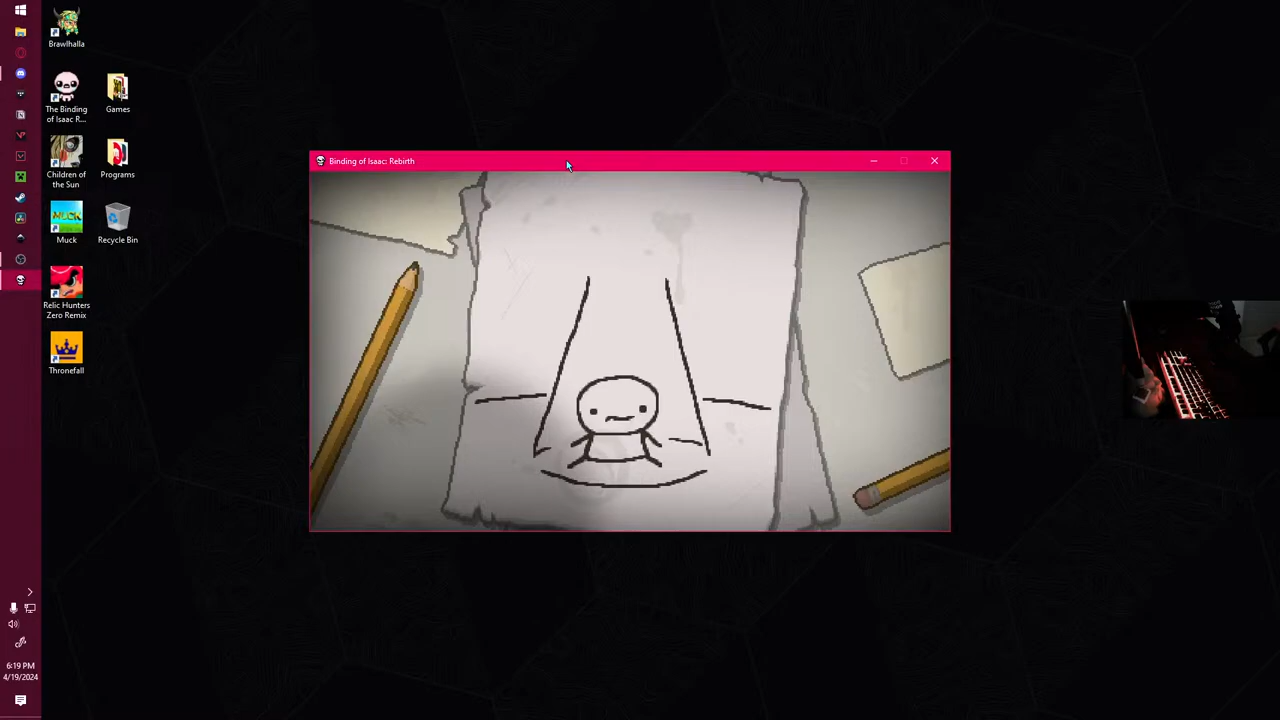 Brawlhalla
The Binding
of Isaac R...
Games
Children of
the Sun
Programs
Muck
Recycle Bin
Relic Hunters
Zero Remix
Thronefall
Binding of Isaac: Rebirth
6:19 PM
4/19/2024